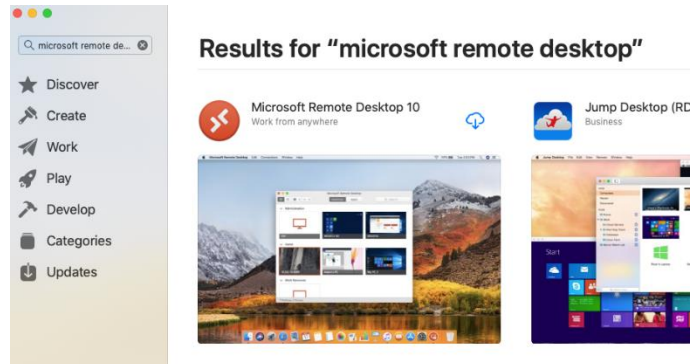 microsoft remote de...
Results for “microsoft remote desktop”
Discover
Create
Work
Play
Develop
Categories
Updates
Microsoft Remote Desktop 10
Work from anywhere
Jump Desktop (RD
Business
Start